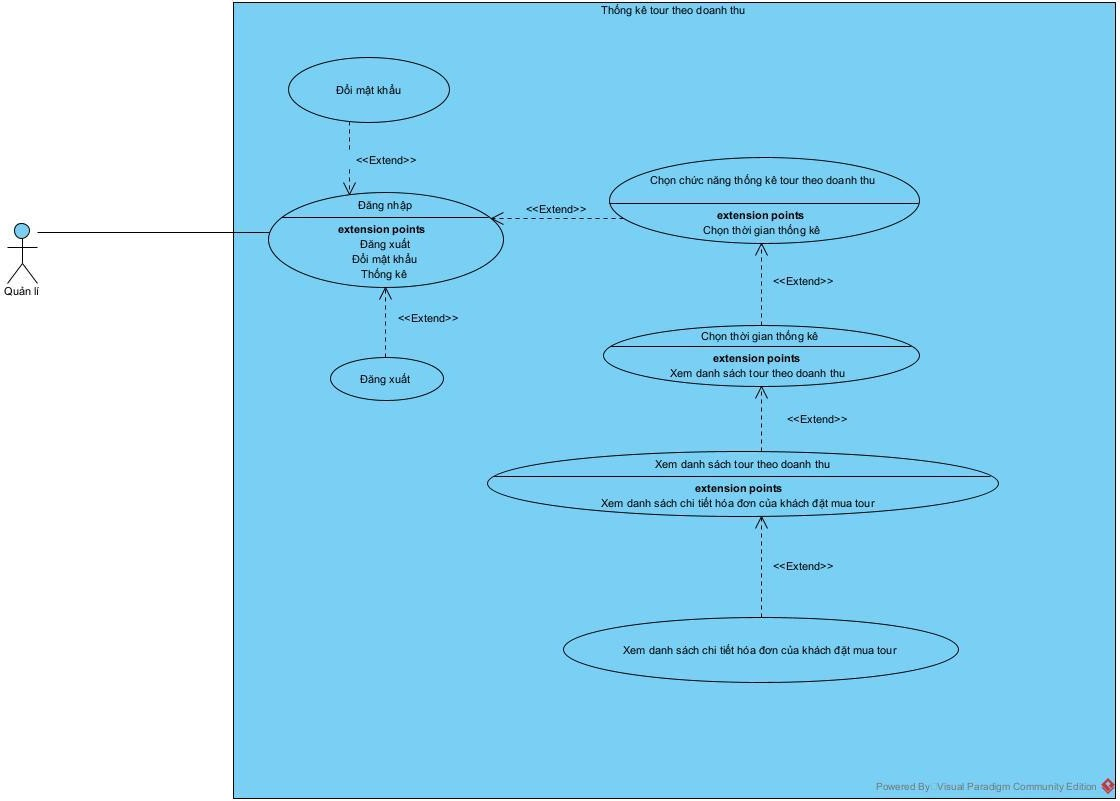 Thống kê tour theo doanh thu
Đổi mật khẩu
<<Extend>>
Đăng nhập
extension points
Đăng xuất
Đổi mật khẩu
Thống kê
<<Extend>>
Chọn chức năng thống kê tour theo doanh thu
extension points
Chọn thời gian thống kê
Quản lí
<<Extend>>
Đăng xuất
<<Extend>>
Chọn thời gian thống kê
extension points
Xem danh sách tour theo doanh thu
<<Extend>>
Xem danh sách tour theo doanh thu
extension points
Xem danh sách chi tiết hóa đơn của khách đặt mua tour
<<Extend>>
Xem danh sách chi tiết hóa đơn của khách đặt mua tour
Powered By Visual Paradigm Community Edition